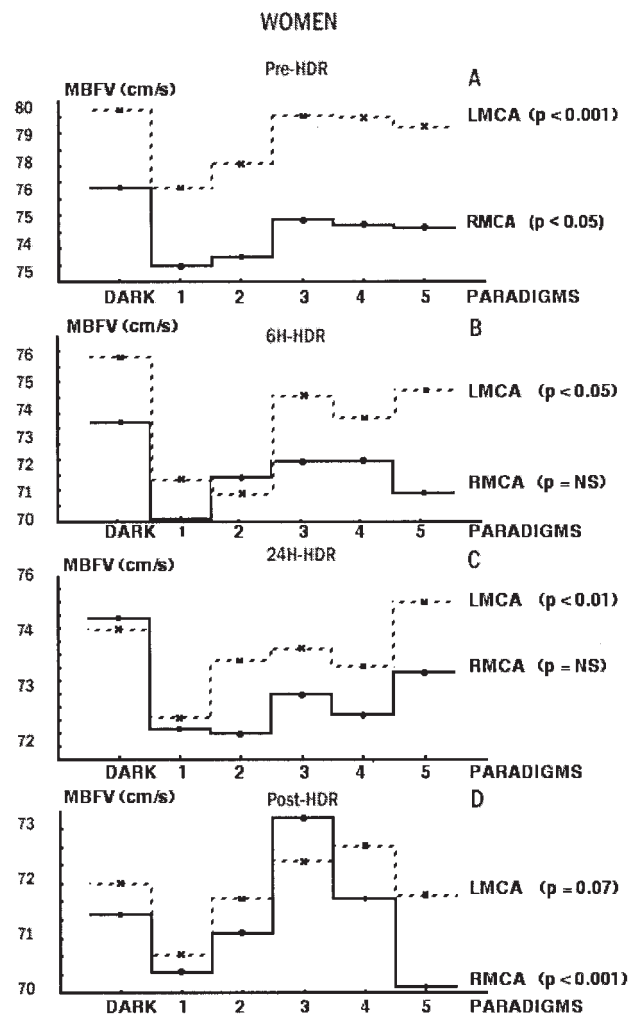 WOMEN
Pre-HDR
A
MBFV (cm/s)
80
79
78
76
75
74
75
LMCA (p < 0.001)
RMCA (p < 0.05)
DARK 1 2 3 4 5 PARADIGMS
MBFV (cm/s)
6H-HDR
B
76
75
74
73
72
71
70
LMCA (p < 0.05)
RMCA (p = NS)
DARK 1 2 3 4 5 PARADIGMS
MBFV (cm/s)
24H-HDR
C
76
74
73
72
LMCA (p < 0.01)
RMCA (p = NS)
DARK 1 2 3 4 5 PARADIGMS
MBFV (cm/s)
Post-HDR
D
73
72
71
70
LMCA (p = 0.07)
RMCA (p < 0.001)
DARK 1 2 3 4 5 PARADIGMS